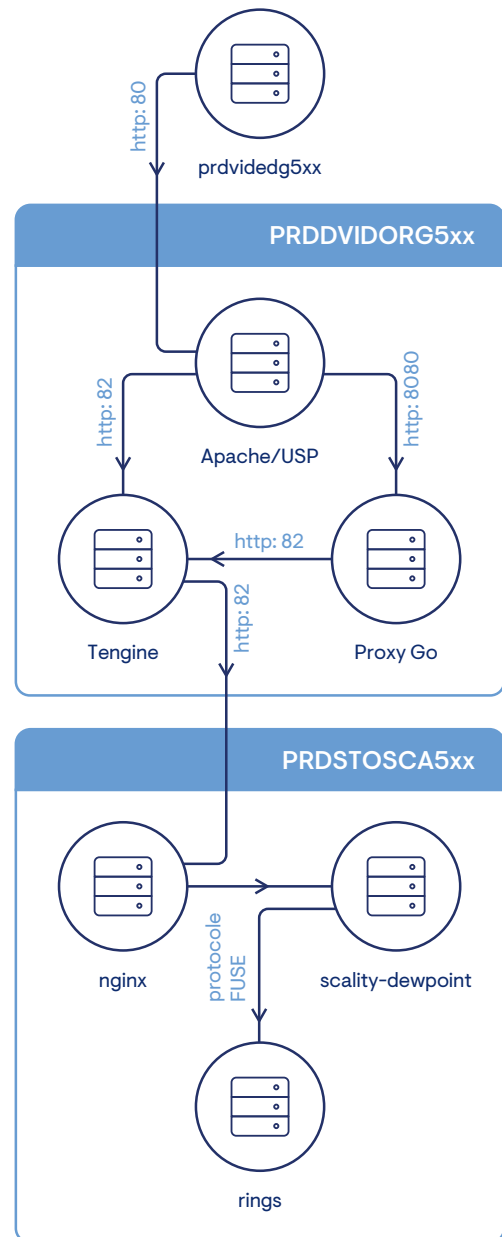 http: 80
prdvidedg5xx
PRDDVIDORG5xx
http: 82
http: 8080
Apache/USP
http: 82
http: 82
Tengine
Proxy Go
PRDSTOSCA5xx
nginx
protocole
FUSE
scality-dewpoint
rings